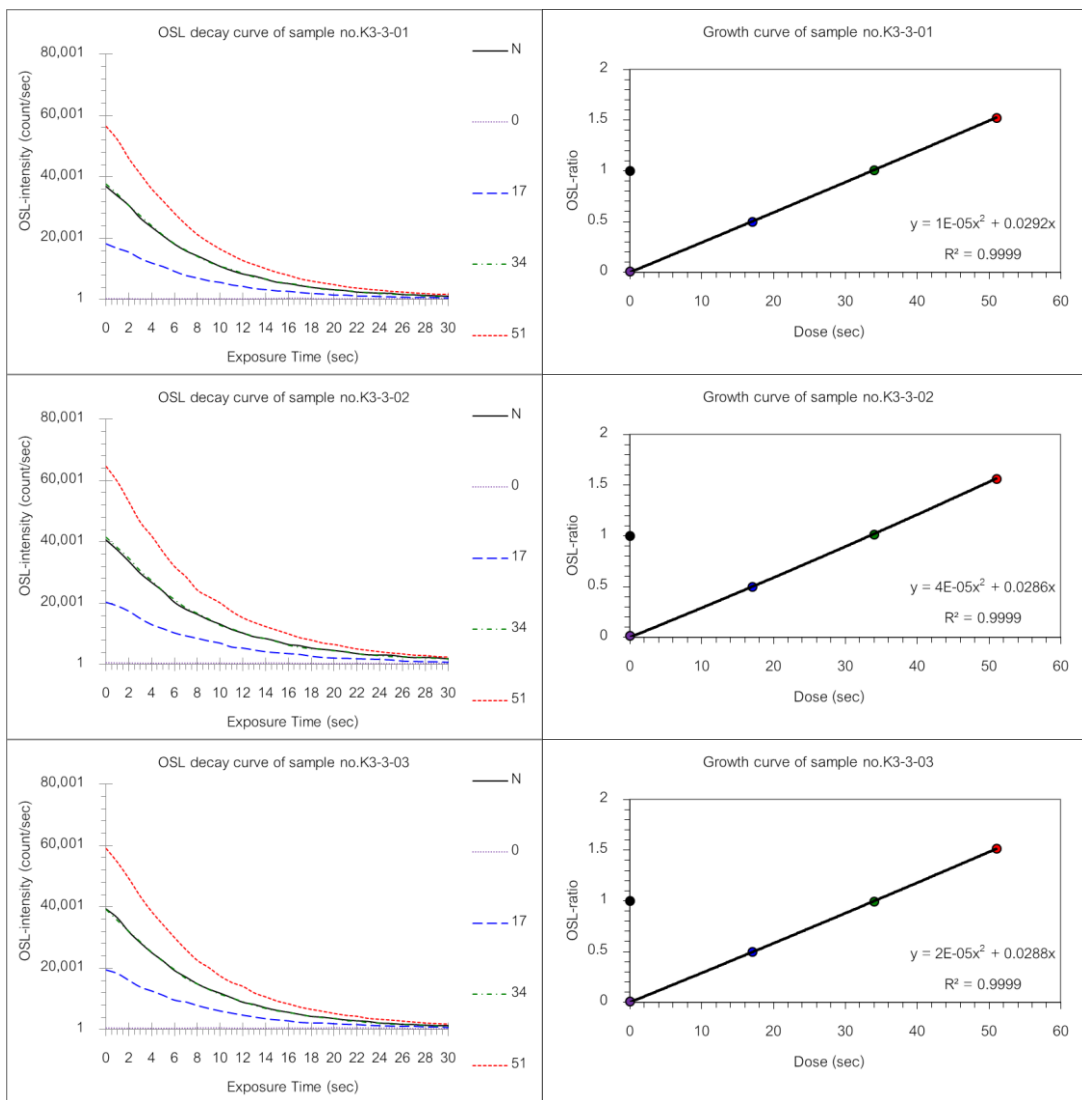 OSL decay curve of sample no.K3-3-01
OSL-intensity (count/sec)
80,001
60,001
40,001
20,001
1
0 2 4 6 8 10 12 14 16 18 20 22 24 26 28 30
Exposure Time (sec)
N
0
17
34
51
Growth curve of sample no.K3-3-01
OSL-ratio
2
1.5
1
0.5
0
0 10 20 30 40 50 60
Dose (sec)
y = 1E-05x² + 0.0292x
R² = 0.9999
OSL decay curve of sample no.K3-3-02
OSL-intensity (count/sec)
80,001
60,001
40,001
20,001
1
0 2 4 6 8 10 12 14 16 18 20 22 24 26 28 30
Exposure Time (sec)
N
0
17
34
51
Growth curve of sample no.K3-3-02
OSL-ratio
2
1.5
1
0.5
0
0 10 20 30 40 50 60
Dose (sec)
y = 4E-05x² + 0.0286x
R² = 0.9999
OSL decay curve of sample no.K3-3-03
OSL-intensity (count/sec)
80,001
60,001
40,001
20,001
1
0 2 4 6 8 10 12 14 16 18 20 22 24 26 28 30
Exposure Time (sec)
N
0
17
34
51
Growth curve of sample no.K3-3-03
OSL-ratio
2
1.5
1
0.5
0
0 10 20 30 40 50 60
Dose (sec)
y = 2E-05x² + 0.0288x
R² = 0.9999